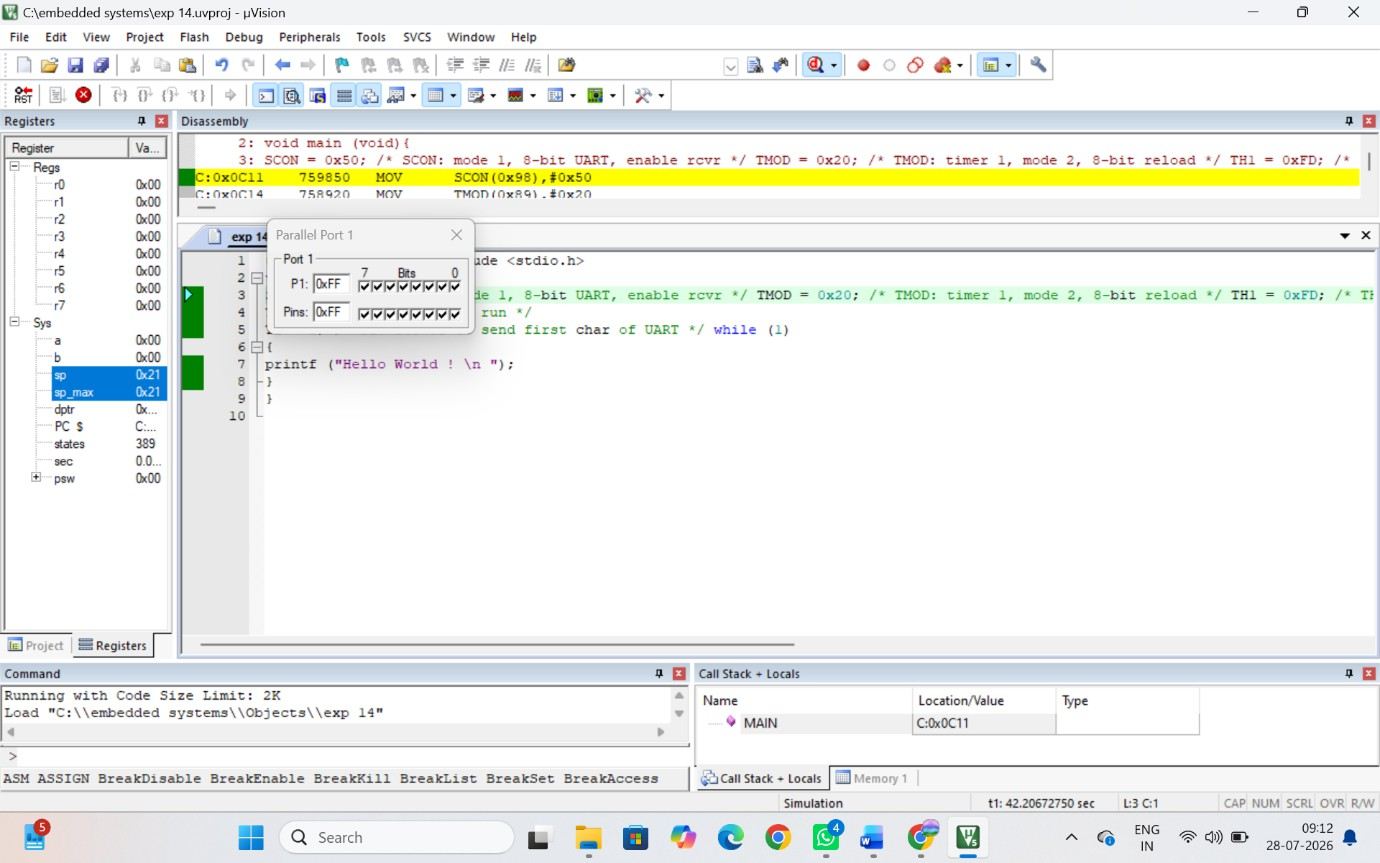 C:\embedded systems\exp 14.uvproj - µVision
File Edit View Project Flash Debug Peripherals Tools SVCS Window Help
RST
Registers
Register Va...
Regs
r0 0x00
r1 0x00
r2 0x00
r3 0x00
r4 0x00
r5 0x00
r6 0x00
r7 0x00
Sys
a 0x00
b 0x00
sp 0x21
sp_max 0x21
dptr 0x...
PC $ C:...
states 389
sec 0.0...
psw 0x00
Project Registers
Disassembly
2: void main (void){
3: SCON = 0x50; /* SCON: mode 1, 8-bit UART, enable rcvr */ TMOD = 0x20; /* TMOD: timer 1, mode 2, 8-bit reload */ TH1 = 0xFD; /*
C:0x0C11 759850 MOV SCON(0x98),#0x50
C:0x0C14 758920 MOV TMOD(0x89),#0x20
exp 14
Parallel Port 1
Port 1
7 Bits 0
P1: 0xFF
Pins: 0xFF
1 ude <stdio.h>
2
3 de 1, 8-bit UART, enable rcvr */ TMOD = 0x20; /* TMOD: timer 1, mode 2, 8-bit reload */ TH1 = 0xFD; /* TH
4 run */
5 send first char of UART */ while (1)
6 {
7 printf ("Hello World ! \n ");
8 }
9 }
10
Command
Running with Code Size Limit: 2K
Load "C:\\embedded systems\\Objects\\exp 14"
>
ASM ASSIGN BreakDisable BreakEnable BreakKill BreakList BreakSet BreakAccess
Call Stack + Locals
Name Location/Value Type
MAIN C:0x0C11
Call Stack + Locals Memory 1
Simulation t1: 42.20672750 sec L:3 C:1 CAP NUM SCRL OVR R/W
5
Search
4
ENG
IN
09:12
28-07-2026